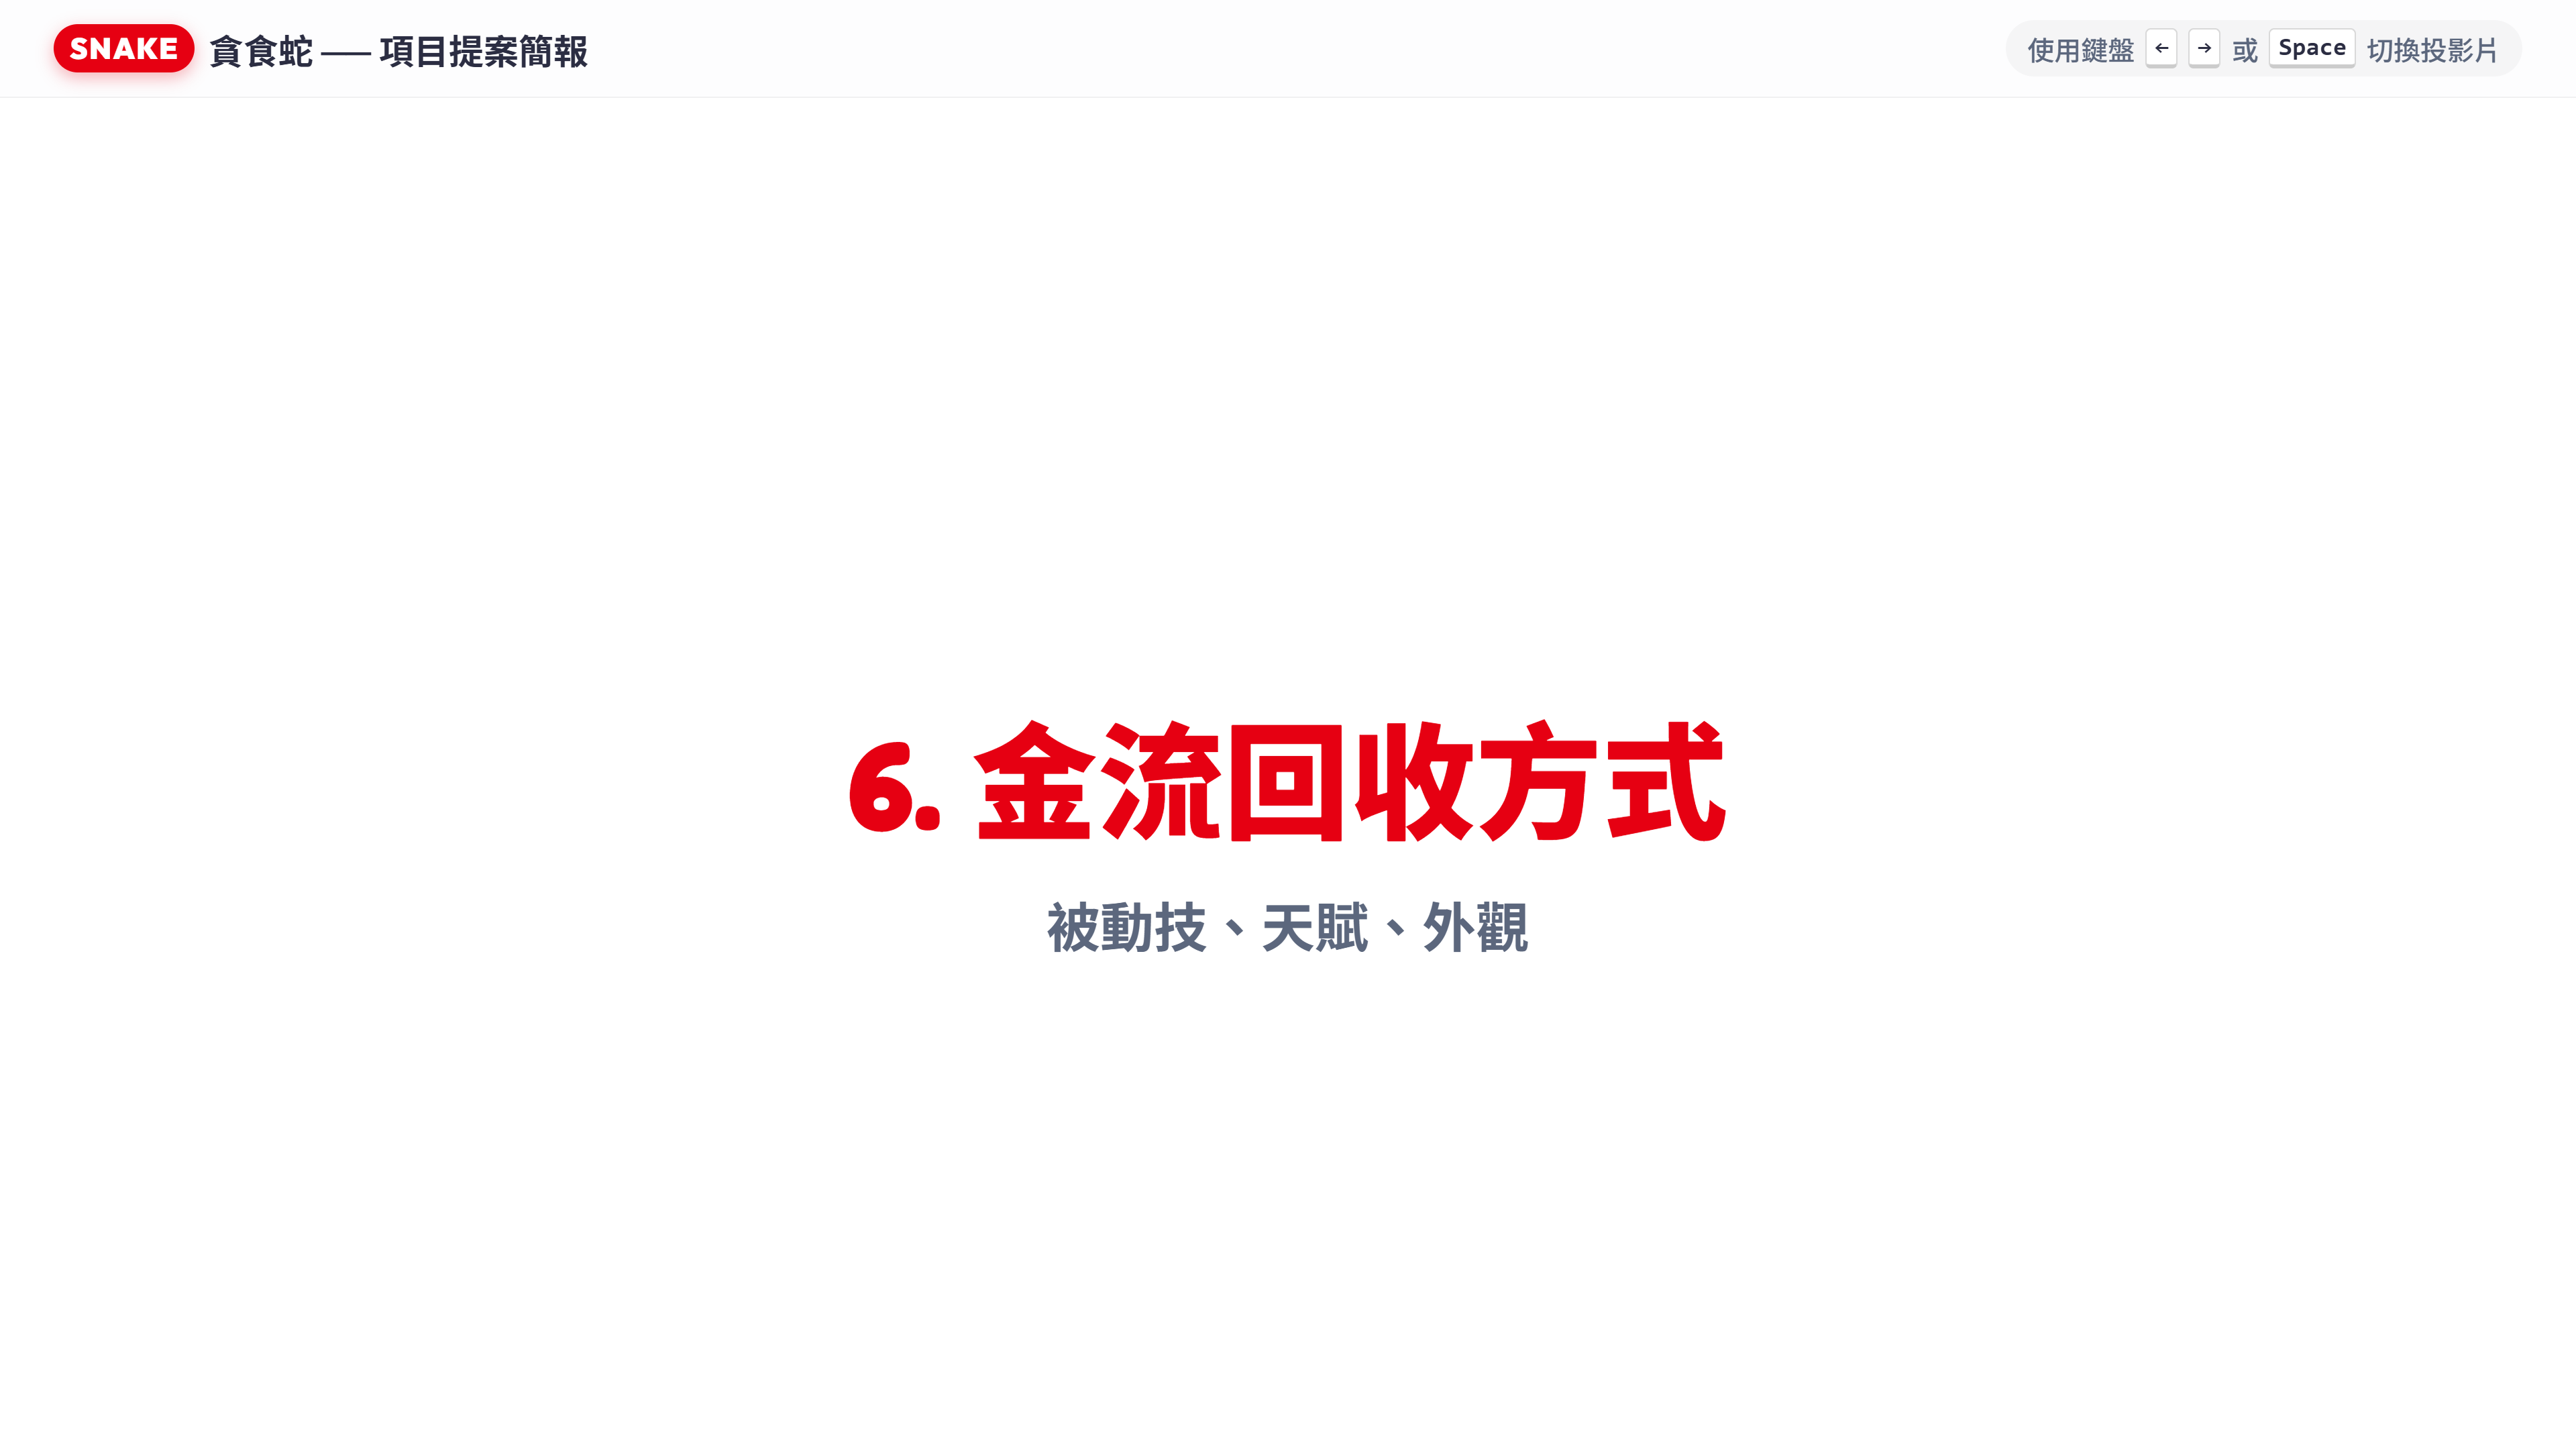 SNAKE 貪食蛇 —— 項目提案簡報
使用鍵盤 ← → 或 Space 切換投影片
6. 金流回收方式
被動技、天賦、外觀